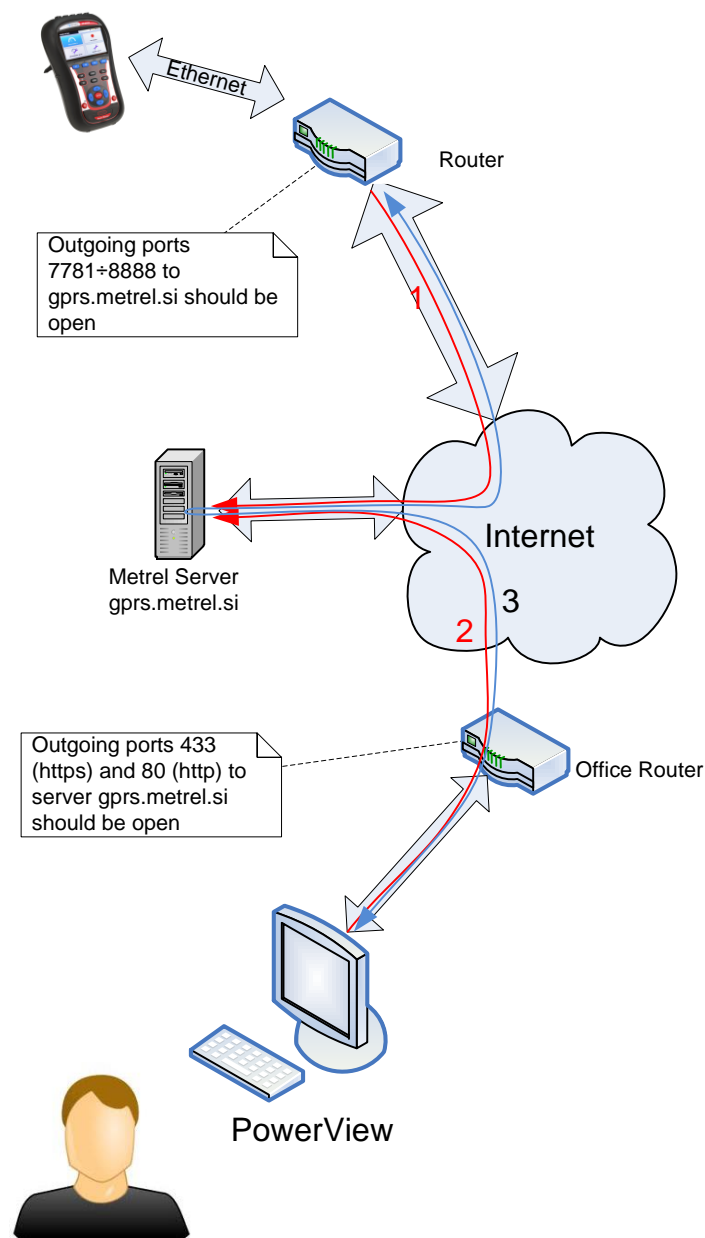 Ethernet
Router
Outgoing ports
7781÷8888 to
gprs.metrel.si should be
open
1
Internet
Metrel Server
gprs.metrel.si
3
2
Outgoing ports 433
(https) and 80 (http) to
server gprs.metrel.si
should be open
Office Router
PowerView